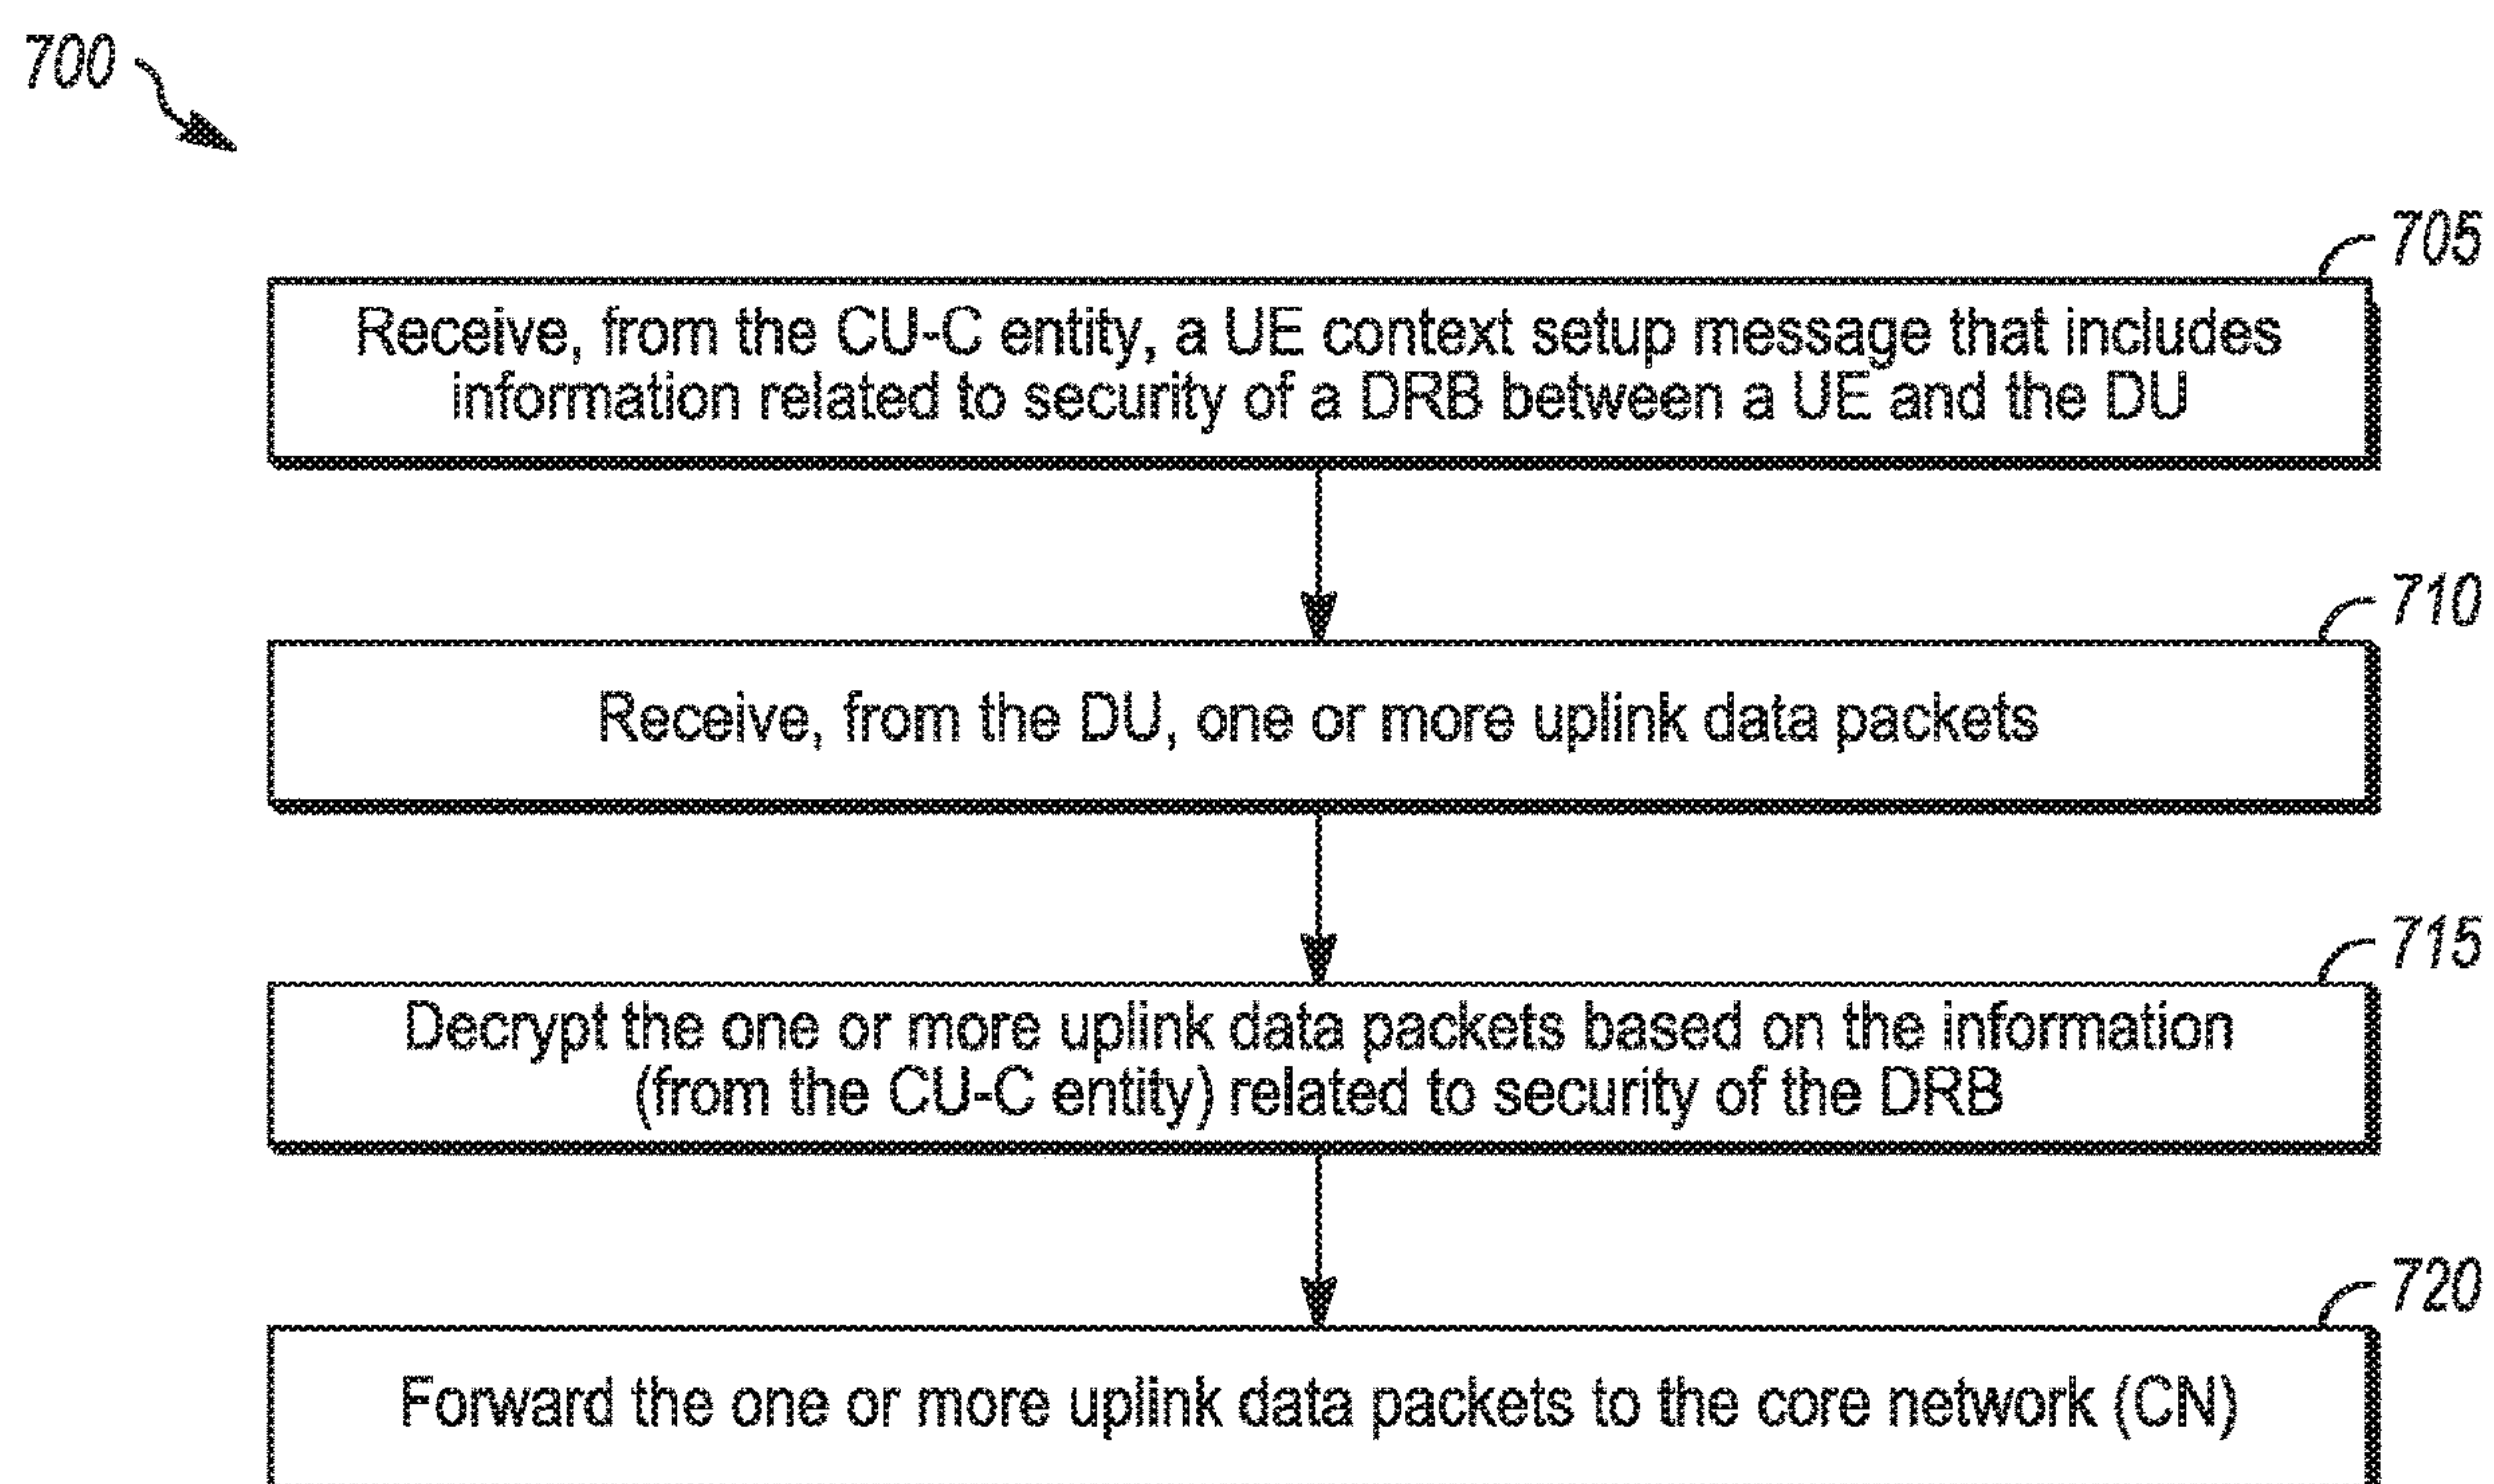 700
705
Receive, from the CU-C entity, a UE context setup message that includes
information related to security of a DRB between a UE and the DU
710
Receive, from the DU, one or more uplink data packets
715
Decrypt the one or more uplink data packets based on the information
(from the CU-C entity) related to security of the DRB
720
Forward the one or more uplink data packets to the core network (CN)